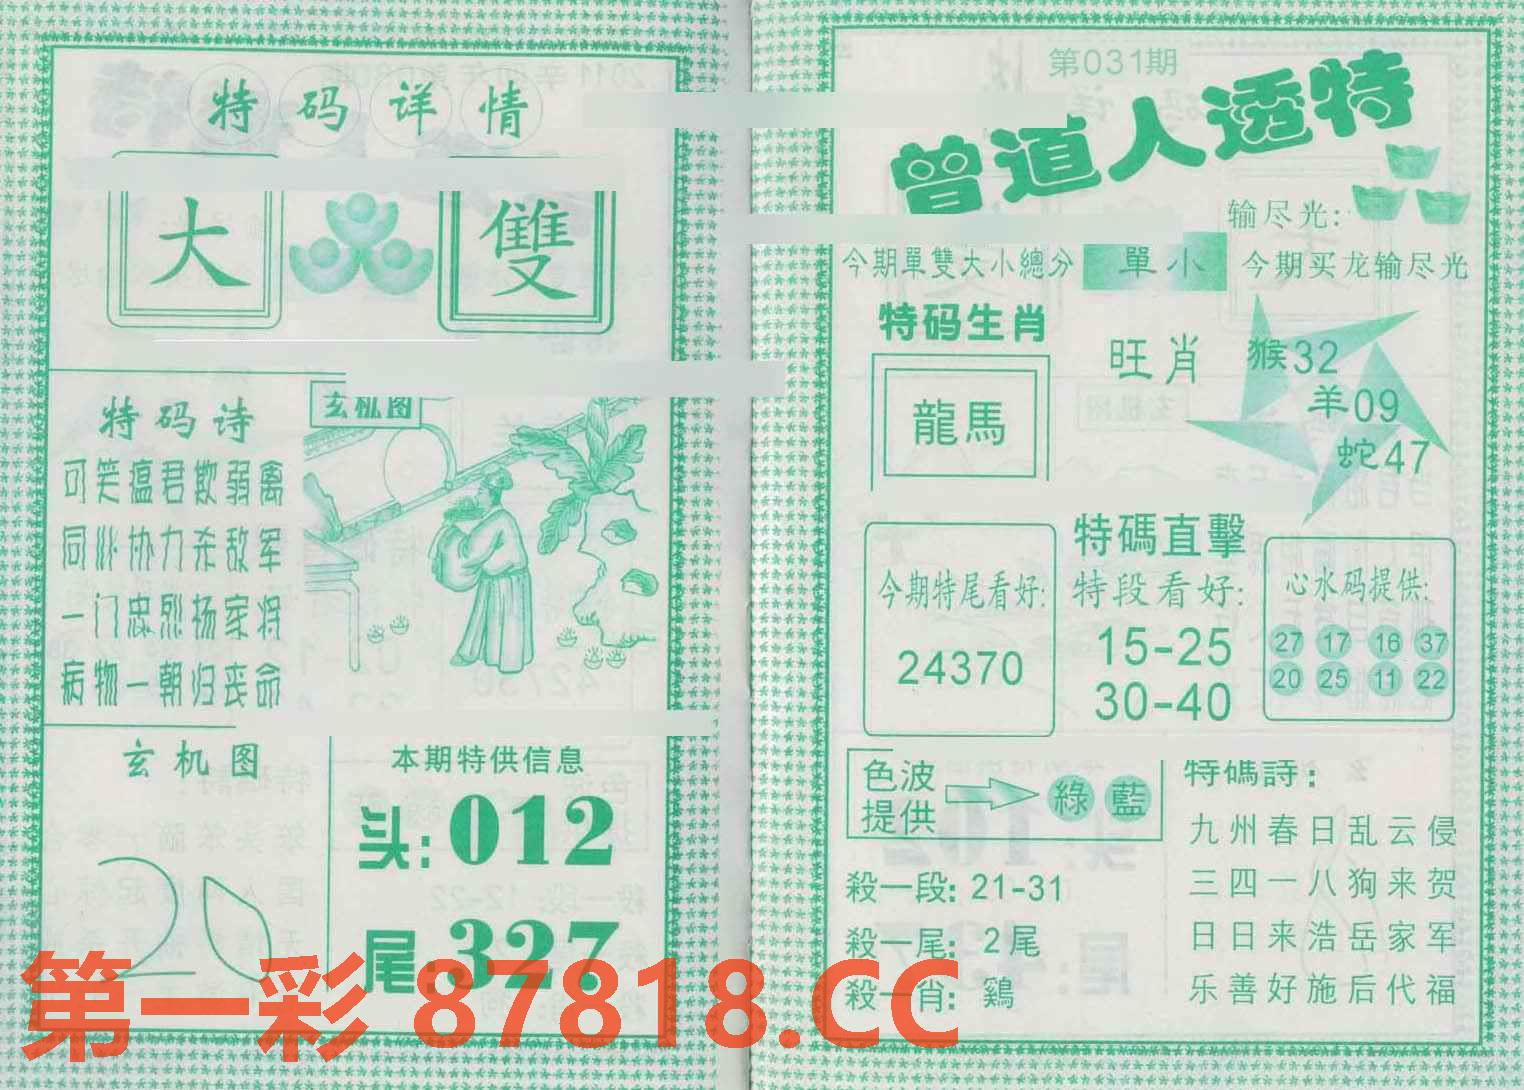 特码详情
大 雙
特码诗
可笑瘟君欺弱禽
同 协力杀敌军
一门忠烈杨家将
病物一朝归丧命
玄机图
玄机图
本期特供信息
头:012
尾:327
第031期
曾道人透特
输尽光:
今期單雙大小總分 單小 今期买龙输尽光
特码生肖
龍馬
旺肖
猴32
羊09
蛇47
特碼直擊
今期特尾看好:
24370
特段看好:
15-25
30-40
心水码提供:
27 17 16 37
20 25 11 22
色波提供 綠 藍
殺一段: 21-31
殺一尾: 2尾
殺一肖: 鷄
特碼詩:
九州春日乱云侵
三四一八狗来贺
日日来浩岳家军
乐善好施后代福
第一彩 87818.CC